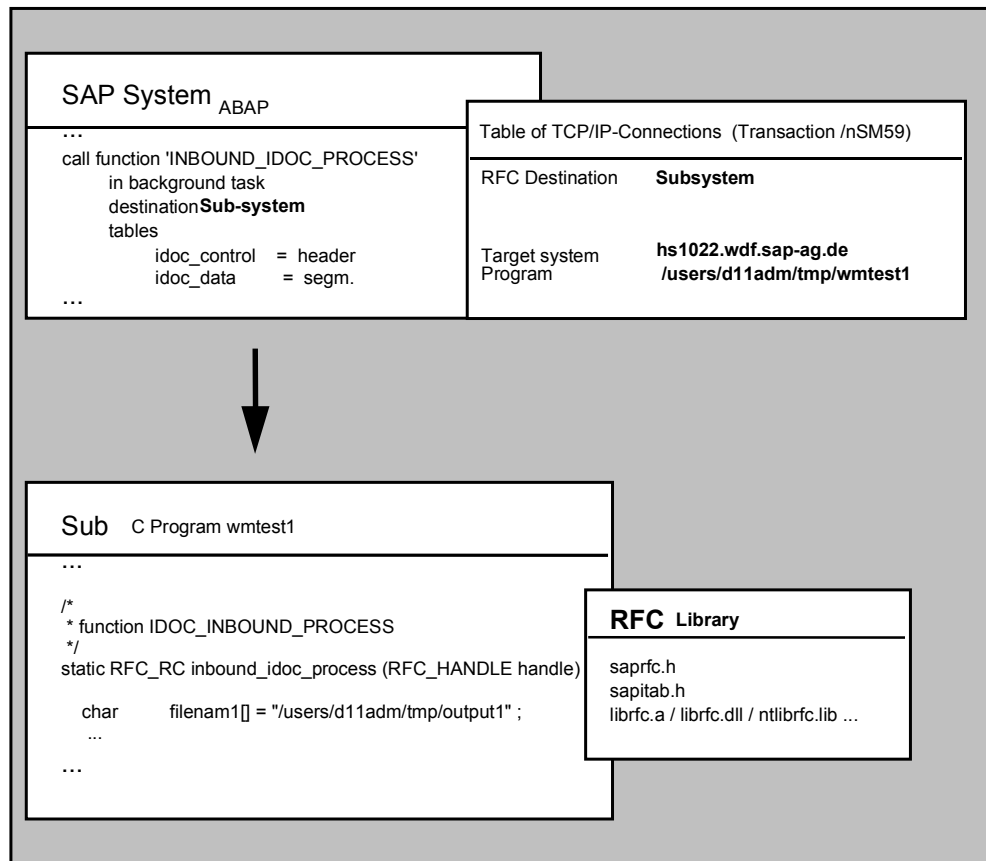 SAP System ABAP
...
call function 'INBOUND_IDOC_PROCESS'
in background task
destinationSub-system
tables
idoc_control = header
idoc_data = segm.
...
Table of TCP/IP-Connections (Transaction /nSM59)
RFC Destination Subsystem
Target system hs1022.wdf.sap-ag.de
Program /users/d11adm/tmp/wmtest1
Sub C Program wmtest1
...
/*
* function IDOC_INBOUND_PROCESS
*/
static RFC_RC inbound_idoc_process (RFC_HANDLE handle)
char filenam1[] = "/users/d11adm/tmp/output1" ;
...
...
RFC Library
saprfc.h
sapitab.h
librfc.a / librfc.dll / ntlibrfc.lib ...